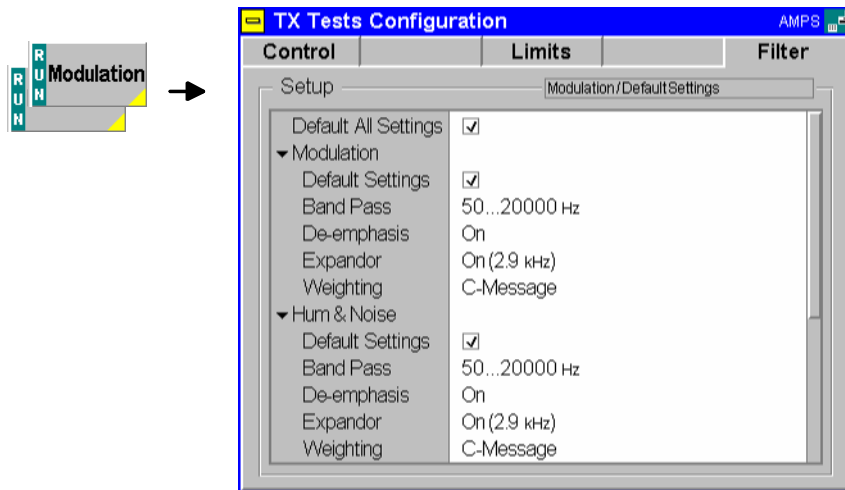 RUN
RUN Modulation
TX Tests Configuration AMPS
Control Limits Filter
Setup Modulation/Default Settings
Default All Settings
Modulation
Default Settings
Band Pass 50...20000 Hz
De-emphasis On
Expandor On (2.9 kHz)
Weighting C-Message
Hum & Noise
Default Settings
Band Pass 50...20000 Hz
De-emphasis On
Expandor On (2.9 kHz)
Weighting C-Message